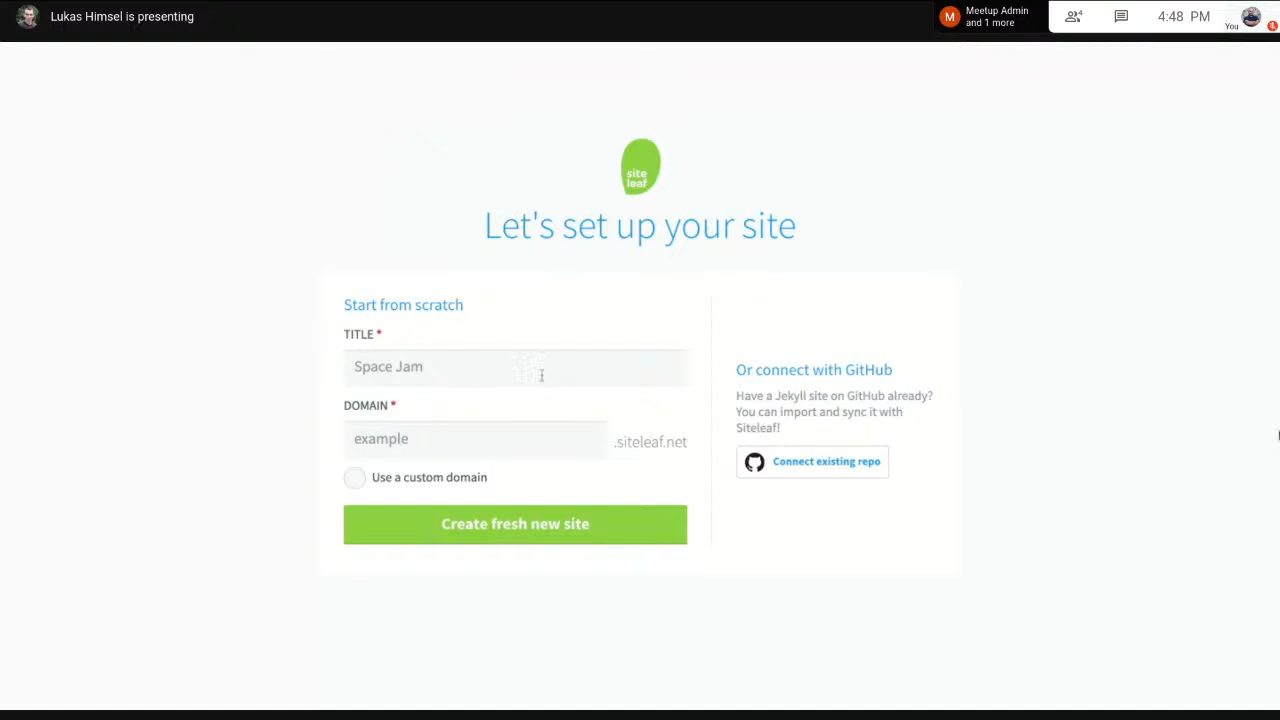 Lukas Himsel is presenting
M
Meetup Admin
and 1 more
4
4:48 PM
You
site
leaf
Let's set up your site
Start from scratch
TITLE *
Space Jam
DOMAIN *
example
.siteleaf.net
Use a custom domain
Create fresh new site
Or connect with GitHub
Have a Jekyll site on GitHub already?
You can import and sync it with
Siteleaf!
Connect existing repo